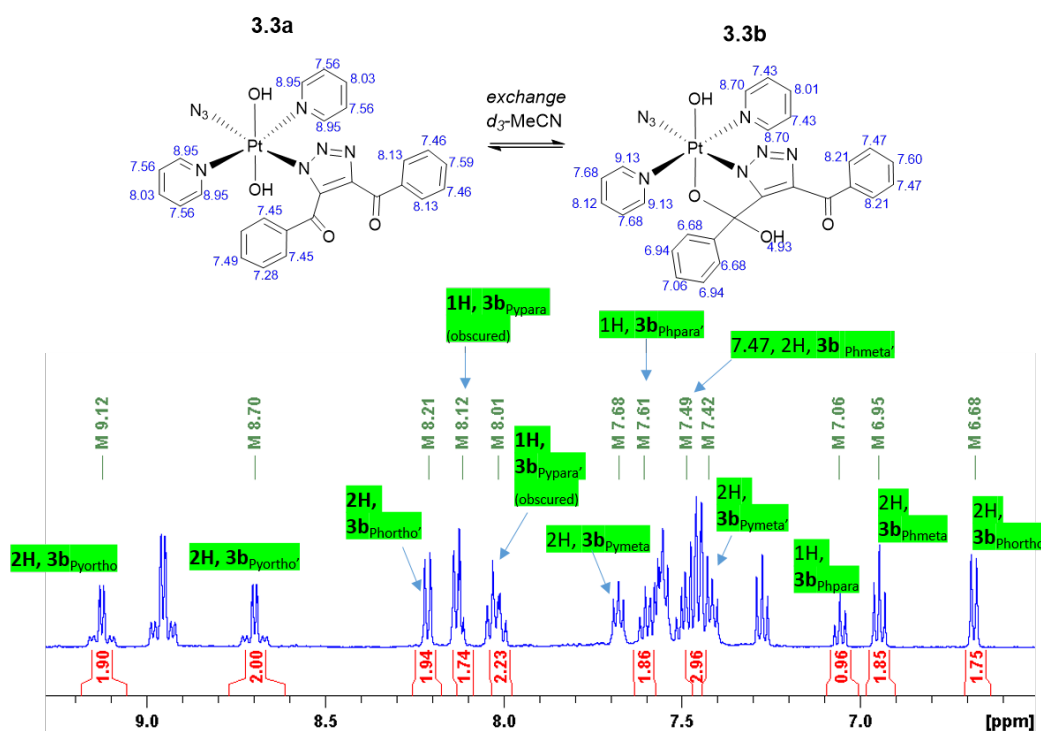 3.3a
3.3b
7.56
8.95
8.03
7.56
8.95
OH
N₃
N
Pt
N
OH
N
N
N
8.95
7.56
8.03
8.95
7.56
8.13
7.46
7.59
7.46
8.13
O
O
7.45
7.49
7.45
7.28
exchange
d₃-MeCN
7.43
8.70
8.01
7.43
8.70
OH
N₃
N
Pt
N
O
N
N
N
9.13
7.68
8.12
9.13
7.68
8.21
7.47
7.60
7.47
8.21
O
OH
4.93
6.68
6.94
6.68
7.06
6.94
1H, 3bPypara
(obscured)
1H, 3bPhpara'
7.47, 2H, 3b Phmeta'
M 9.12
M 8.70
M 8.21
M 8.12
M 8.01
M 7.68
M 7.61
M 7.49
M 7.42
M 7.06
M 6.95
M 6.68
1H,
3bPypara'
(obscured)
2H,
3bPhortho'
2H, 3bPyortho
2H, 3bPyortho'
2H, 3bPymeta
2H,
3bPymeta'
1H,
3bPhpara
2H,
3bPhmeta
2H,
3bPhortho
1.90
2.00
1.94
1.74
2.23
1.86
2.96
0.96
1.85
1.75
9.0
8.5
8.0
7.5
7.0
[ppm]